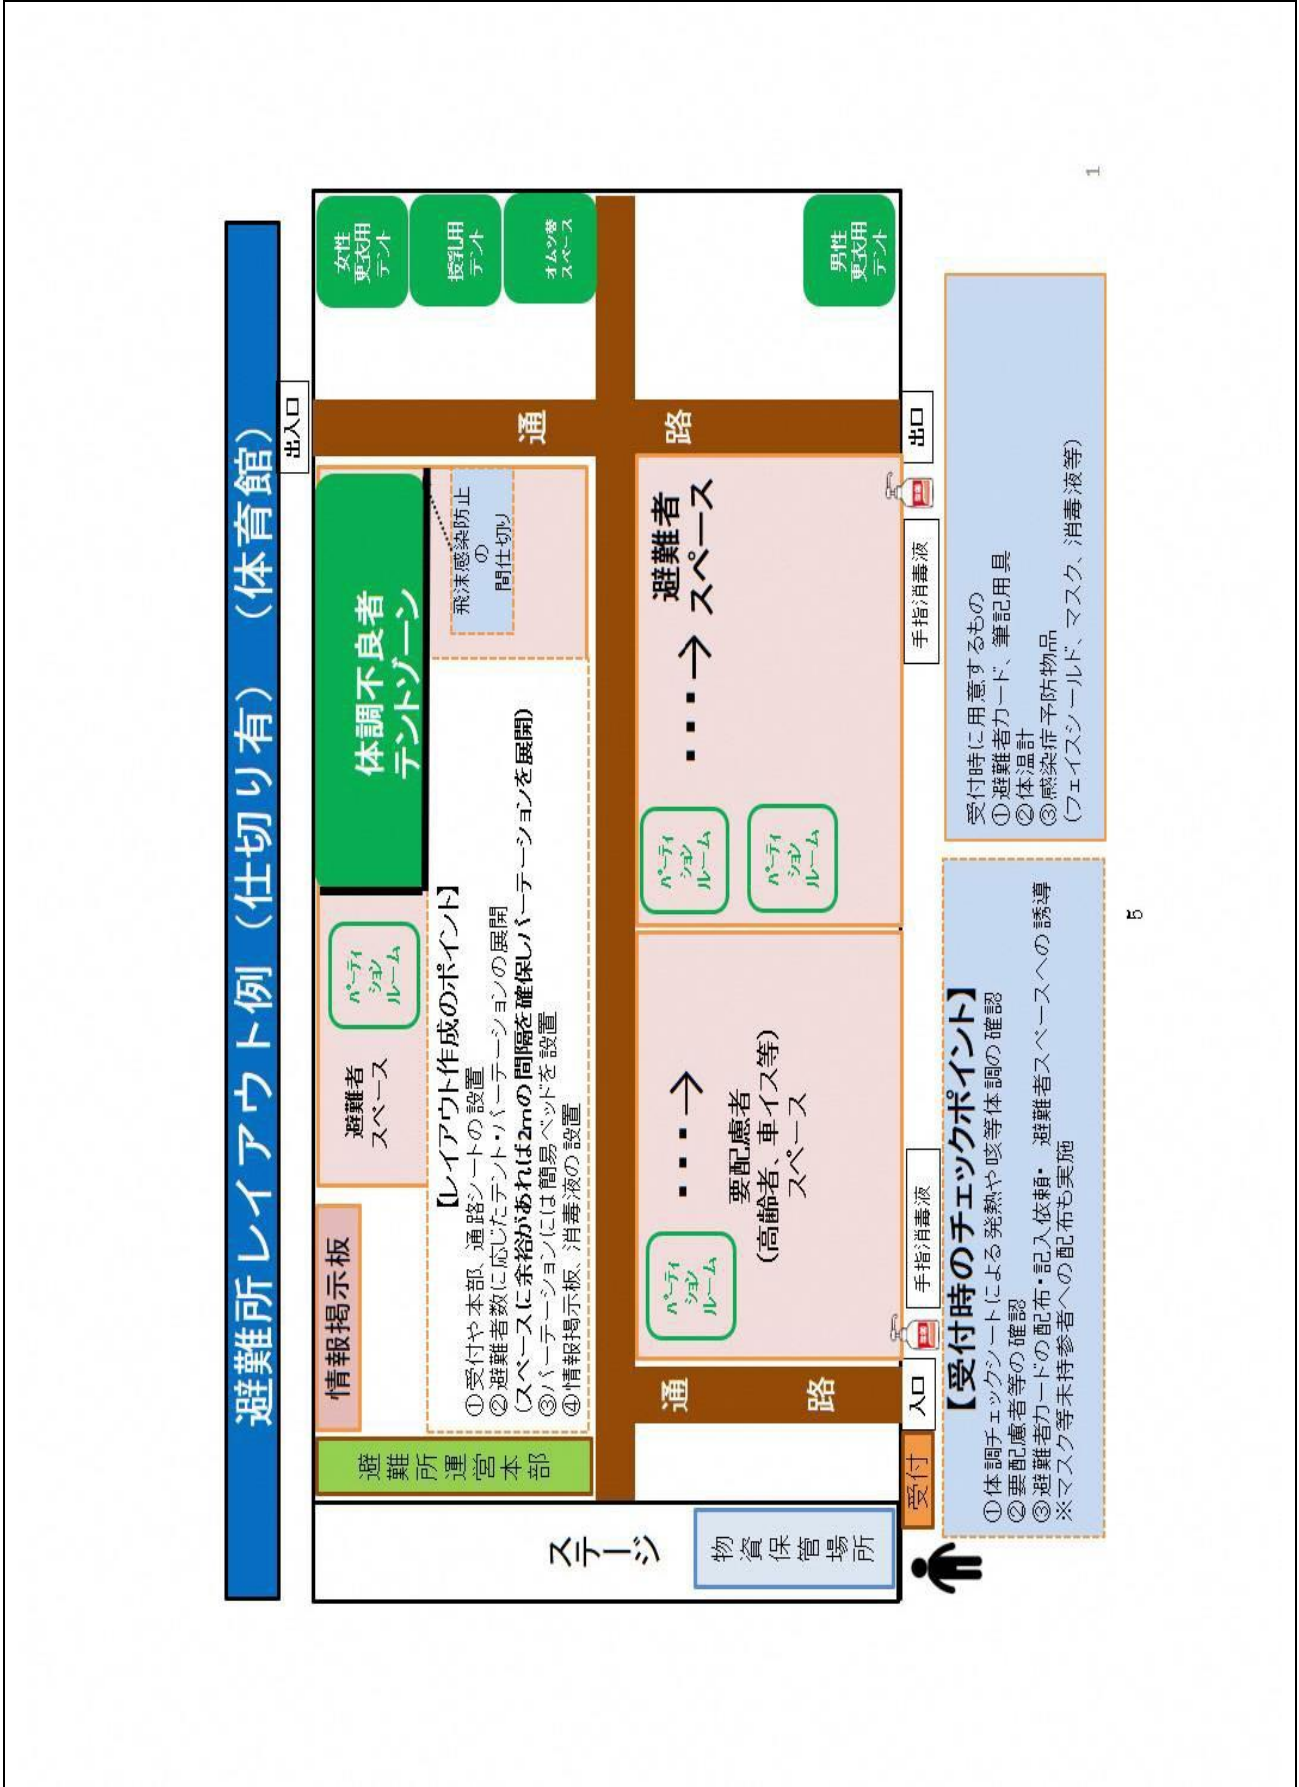 避難所レイアウト例（仕切り有）（体育館）
出入口
情報掲示板
避難者
スペース
パーティ
ション
ルーム
体調不良者
テントゾーン
飛沫感染防止
の
間仕切り
女性
更衣用
テント
授乳用
テント
オムツ替
スペース
避難所運営本部
【レイアウト作成のポイント】
①受付や本部、通路シートの設置
②避難者数に応じたテント・パーテーションの展開
(スペースに余裕があれば2mの間隔を確保しパーテーションを展開)
③パーテーションには簡易ベッドを設置
④情報掲示板、消毒液の設置
通
路
ステージ
物資保管場所
通
路
パーティ
ション
ルーム
・・・・→
要配慮者
(高齢者、車イス等)
スペース
パーティ
ション
ルーム
パーティ
ション
ルーム
・・・→
避難者
スペース
男性
更衣用
テント
受付
入口
手指消毒液
手指消毒液
出口
【受付時のチェックポイント】
①体調チェックシートによる発熱や咳等体調の確認
②要配慮者等の確認
③避難者カードの配布・記入依頼・ 避難者スペースへの誘導
※マスク等未持参者への配布も実施
受付時に用意するもの
①避難者カード、筆記用具
②体温計
③感染症予防物品
(フェイスシールド、マスク、消毒液等)
1
5